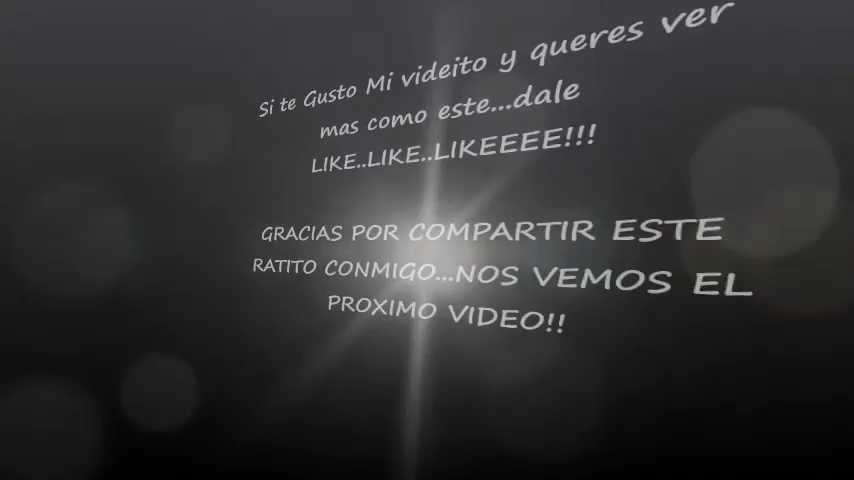 Si te Gusto Mi videito y queres ver
mas como este...dale
LIKE..LIKE..LIKEEEE!!!
GRACIAS POR COMPARTIR ESTE
RATITO CONMIGO...NOS VEMOS EL
PROXIMO VIDEO!!